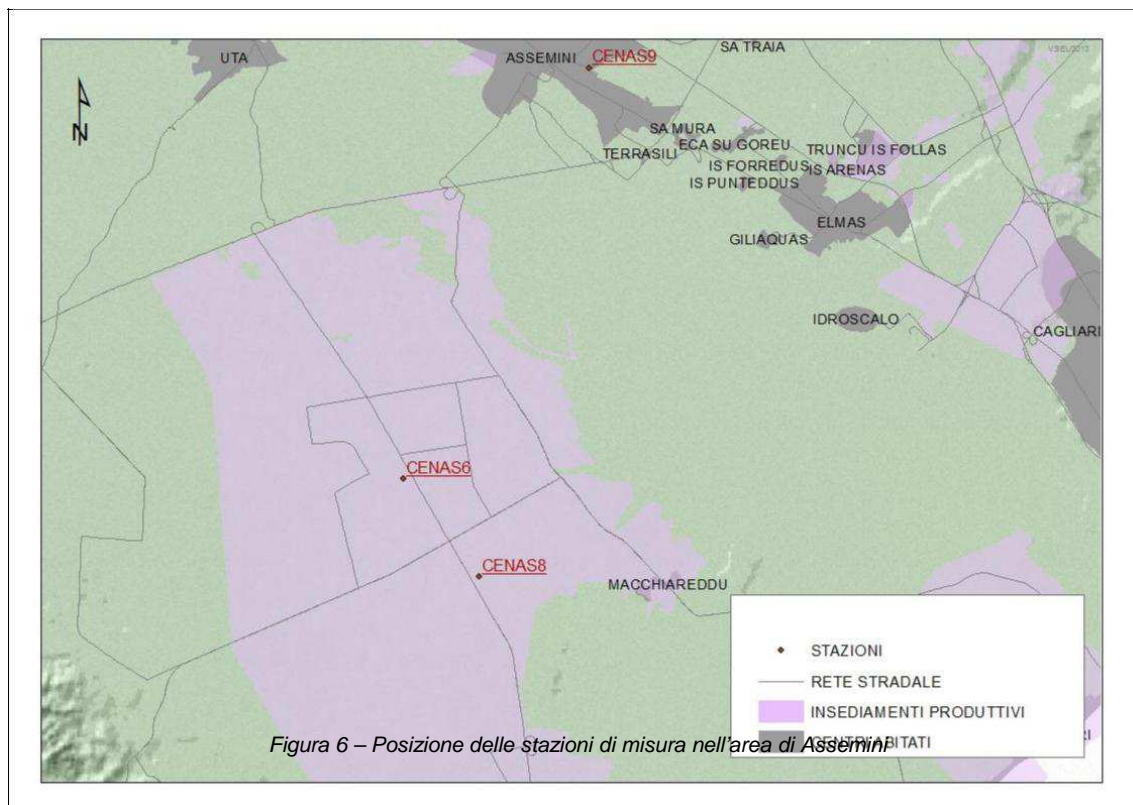 UTA
ASSEMINI
CENAS9
SA TRAIA
N
SA MURA
TERRASILI
ECA SU GOREU
TRUNCU IS FOLLAS
IS FORREDUS
IS ARENAS
IS PUNTEDDUS
ELMAS
GILIAQUAS
IDROSCALO
CAGLIARI
CENAS6
CENAS8
MACCHIAREDDU
STAZIONI
RETE STRADALE
INSEDIAMENTI PRODUTTIVI
CENTRI ABITATI
Figura 6 – Posizione delle stazioni di misura nell'area di Assemini